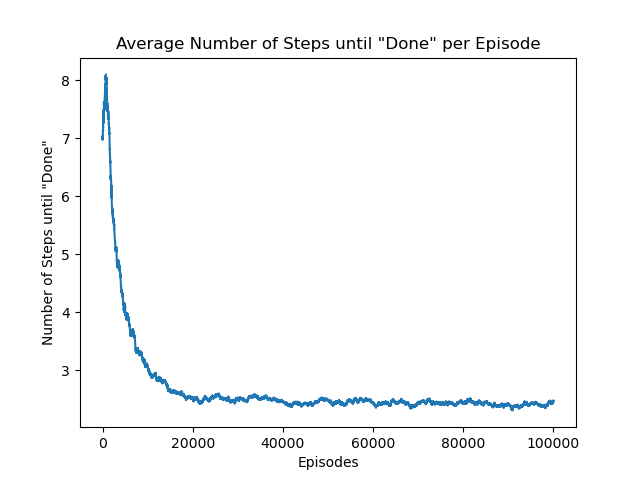 Average Number of Steps until "Done" per Episode
Number of Steps until "Done"
8
7
6
5
4
3
0 20000 40000 60000 80000 100000
Episodes